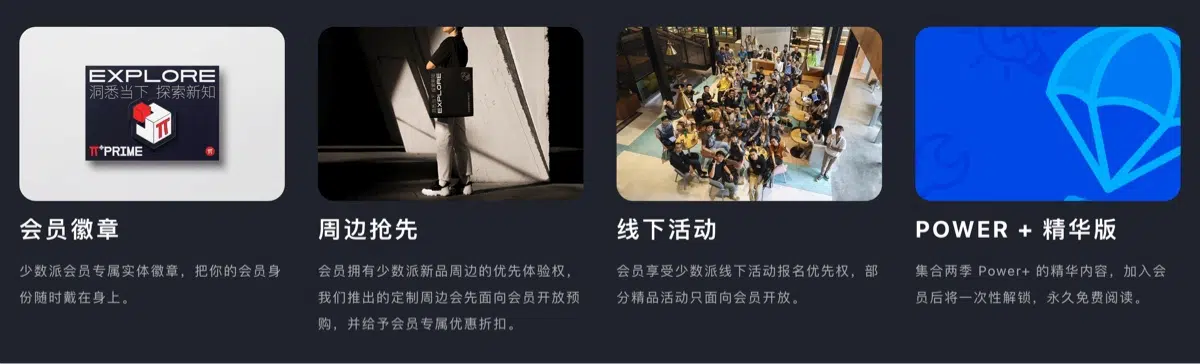 EXPLORE
洞悉当下 探索新知
π
π+PRIME
π
EXPLORE
会员徽章
少数派会员专属实体徽章，把你的会员身
份随时戴在身上。
周边抢先
会员拥有少数派新品周边的优先体验权，
我们推出的定制周边会先面向会员开放预
购，并给予会员专属优惠折扣。
线下活动
会员享受少数派线下活动报名优先权，部
分精品活动只面向会员开放。
POWER + 精华版
集合两季 Power+ 的精华内容，加入会
员后将一次性解锁，永久免费阅读。